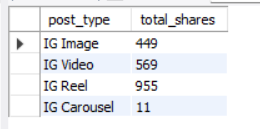 post_type total_shares
IG Image 449
IG Video 569
IG Reel 955
IG Carousel 11